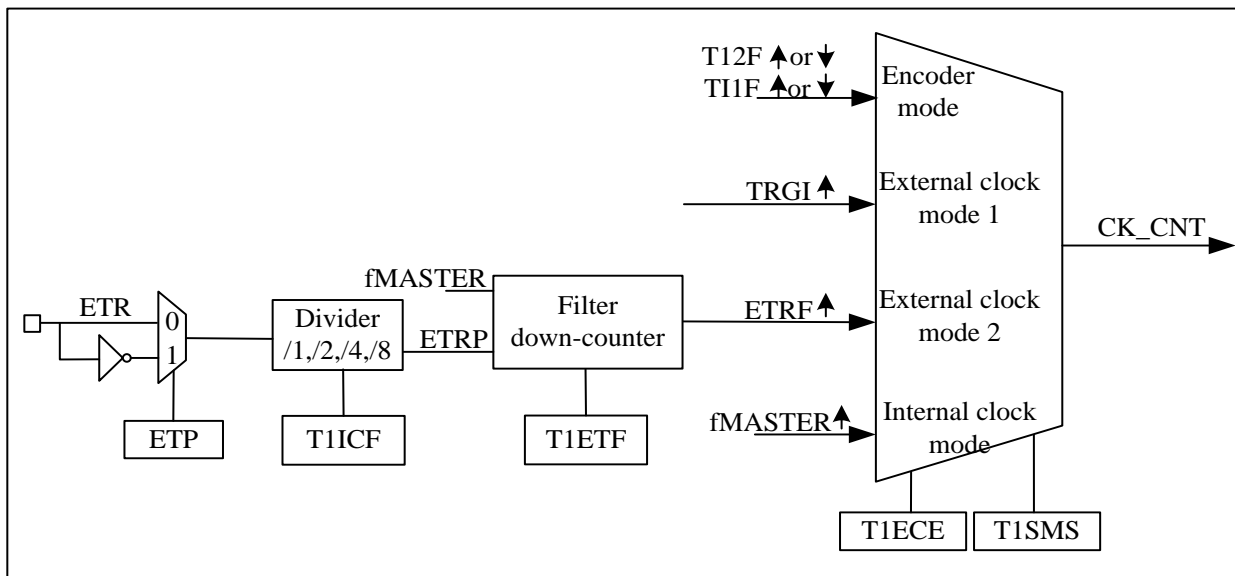 T12F or
TI1F or
Encoder
mode
TRGI
External clock
mode 1
CK_CNT
fMASTER
ETR
0
1
Divider
/1,/2,/4,/8
ETRP
Filter
down-counter
ETRF
External clock
mode 2
ETP
T1ICF
T1ETF
fMASTER
Internal clock
mode
T1ECE
T1SMS